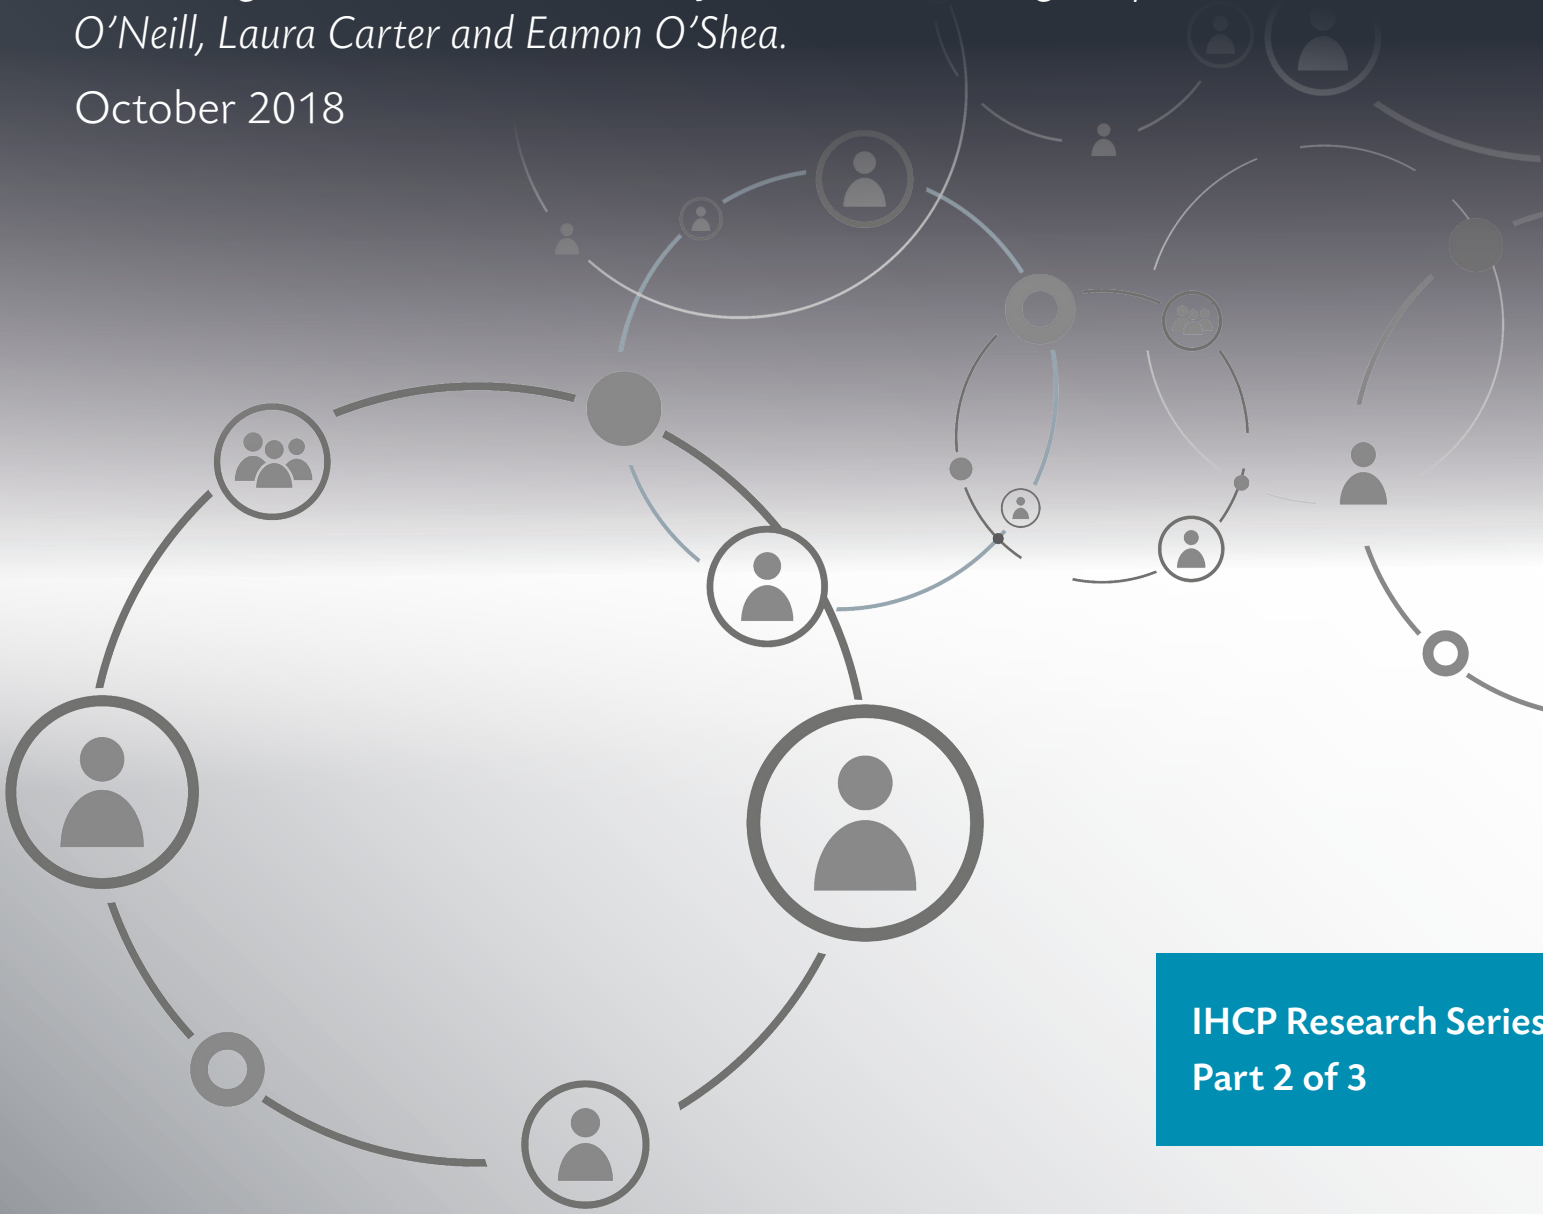 O’Neill, Laura Carter and Eamon O’Shea.
October 2018
IHCP Research Series
Part 2 of 3